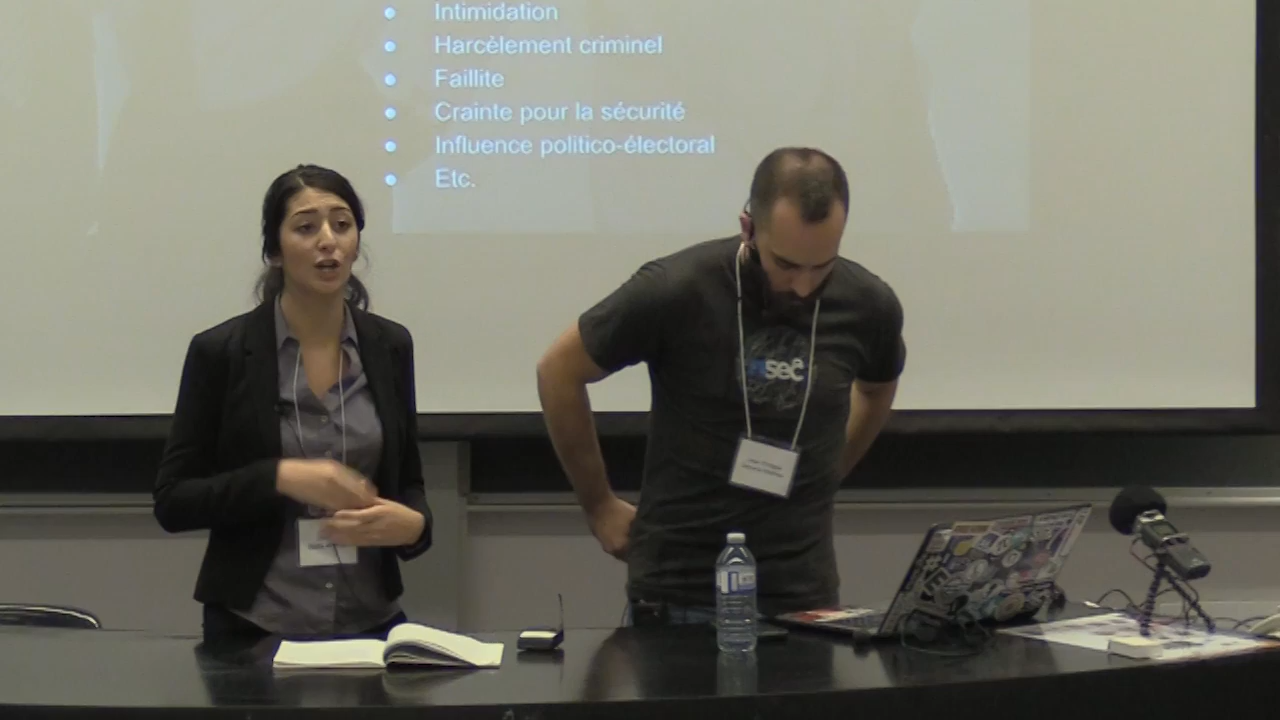 Intimidation
Harcèlement criminel
Faillite
Crainte pour la sécurité
Influence politico-électoral
Etc.
sec